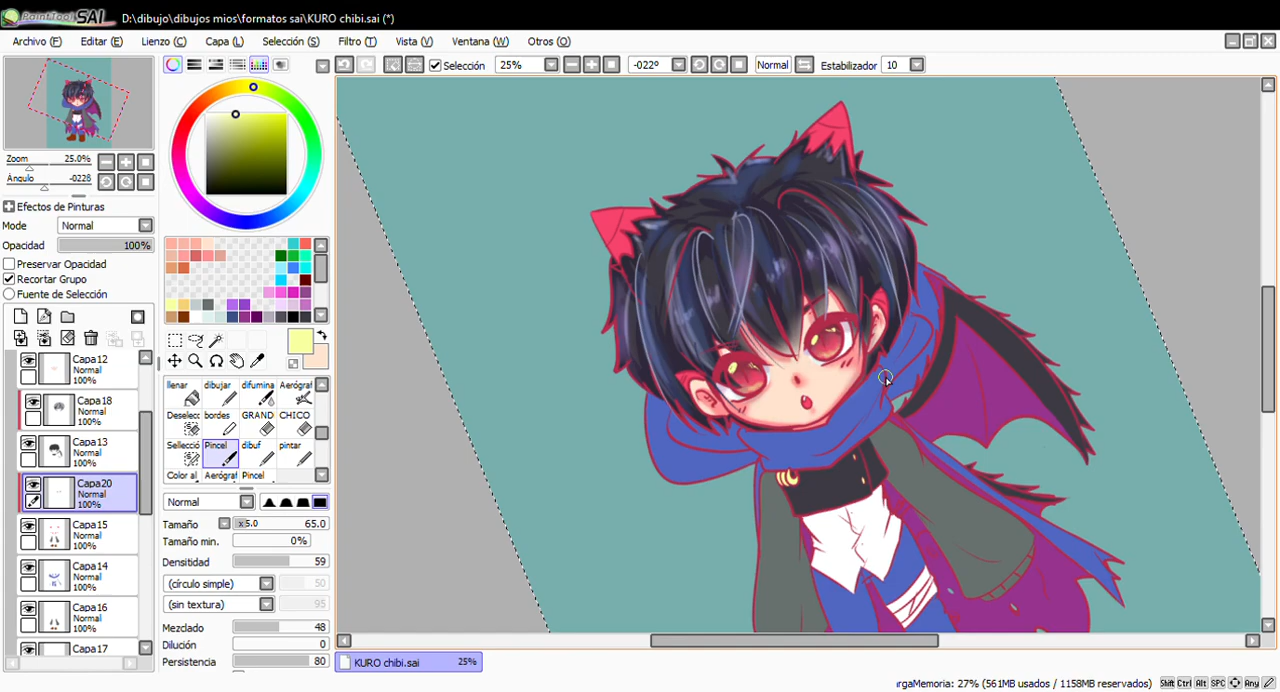 PaintTool SAI D:\dibujo\dibujos mios\formatos sai\KURO chibi.sai (*)
Archivo (F) Editar (E) Lienzo (C) Capa (L) Selección (S) Filtro (T) Vista (V) Ventana (W) Otros (O)
Selección 25% -022º Normal Estabilizador 10
Zoom 25.0%
Ángulo -0228
Efectos de Pinturas
Modo Normal
Opacidad 100%
Preservar Opacidad
Recortar Grupo
Fuente de Selección
Capa12
Normal
100%
Capa18
Normal
100%
Capa13
Normal
100%
Capa20
Normal
100%
Capa15
Normal
100%
Capa14
Normal
100%
Capa16
Normal
100%
Capa17
llenar dibujar difumina Aerógraf
Deselecc bordes GRAND CHICO
Sellecció Pincel dibuf pintar
Color al Aerógraf Pincel
Normal
Tamaño x5.0 65.0
Tamaño min. 0%
Densidad 59
(círculo simple) 50
(sin textura) 95
Mezclado 48
Dilución 0
Persistencia 80
KURO chibi.sai 25%
rgaMemoria: 27% (561MB usados / 1158MB reservados) Shift Ctrl Alt SPC Any